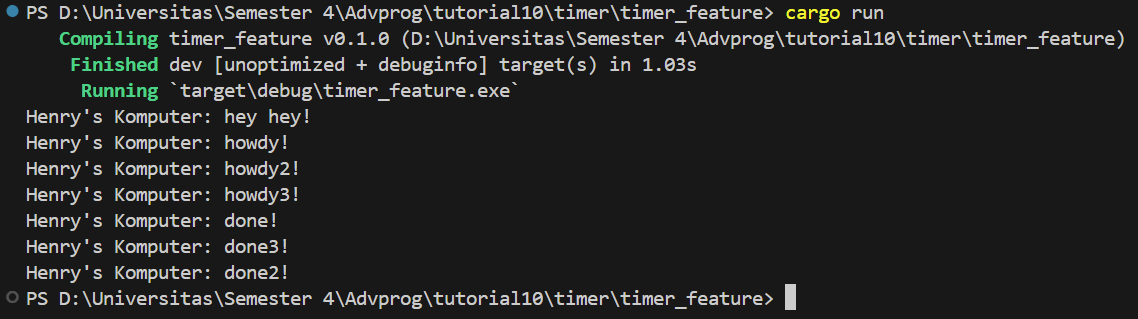 PS D:\Universitas\Semester 4\Advprog\tutorial10\timer\timer_feature> cargo run
Compiling timer_feature v0.1.0 (D:\Universitas\Semester 4\Advprog\tutorial10\timer\timer_feature)
Finished dev [unoptimized + debuginfo] target(s) in 1.03s
Running `target\debug\timer_feature.exe`
Henry's Komputer: hey hey!
Henry's Komputer: howdy!
Henry's Komputer: howdy2!
Henry's Komputer: howdy3!
Henry's Komputer: done!
Henry's Komputer: done3!
Henry's Komputer: done2!
PS D:\Universitas\Semester 4\Advprog\tutorial10\timer\timer_feature>